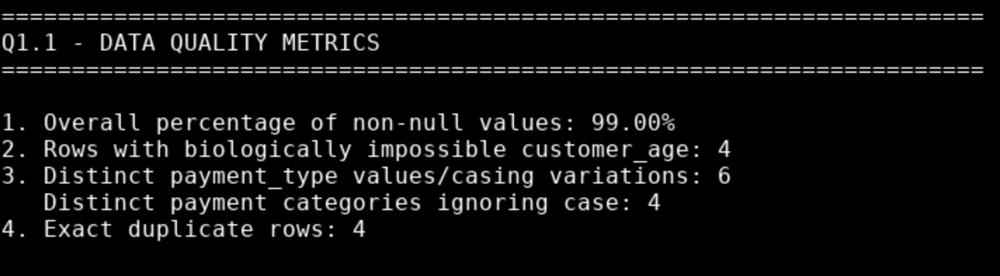 ======================================================================
Q1.1 - DATA QUALITY METRICS
======================================================================
1. Overall percentage of non-null values: 99.00%
2. Rows with biologically impossible customer_age: 4
3. Distinct payment_type values/casing variations: 6
   Distinct payment categories ignoring case: 4
4. Exact duplicate rows: 4